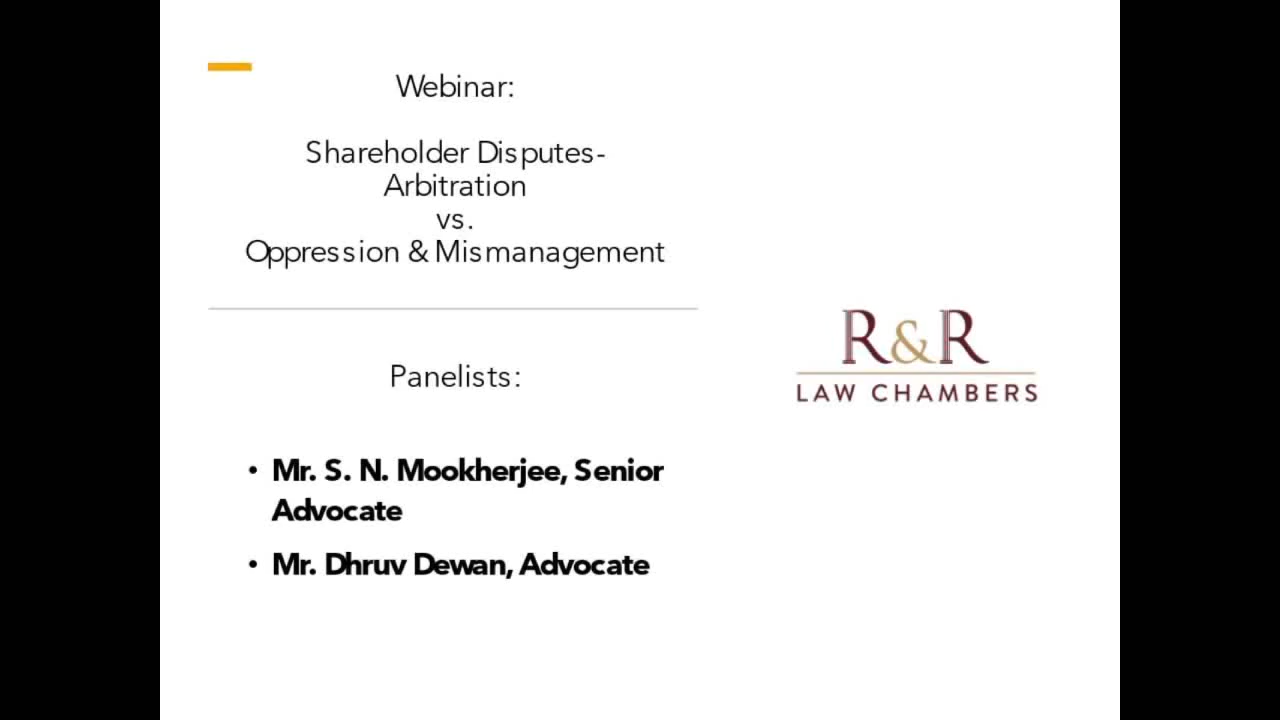 Webinar:
Shareholder Disputes-
Arbitration
vs.
Oppression & Mismanagement
Panelists:
• Mr. S. N. Mookherjee, Senior
Advocate
• Mr. Dhruv Dewan, Advocate
R&R
LAW CHAMBERS